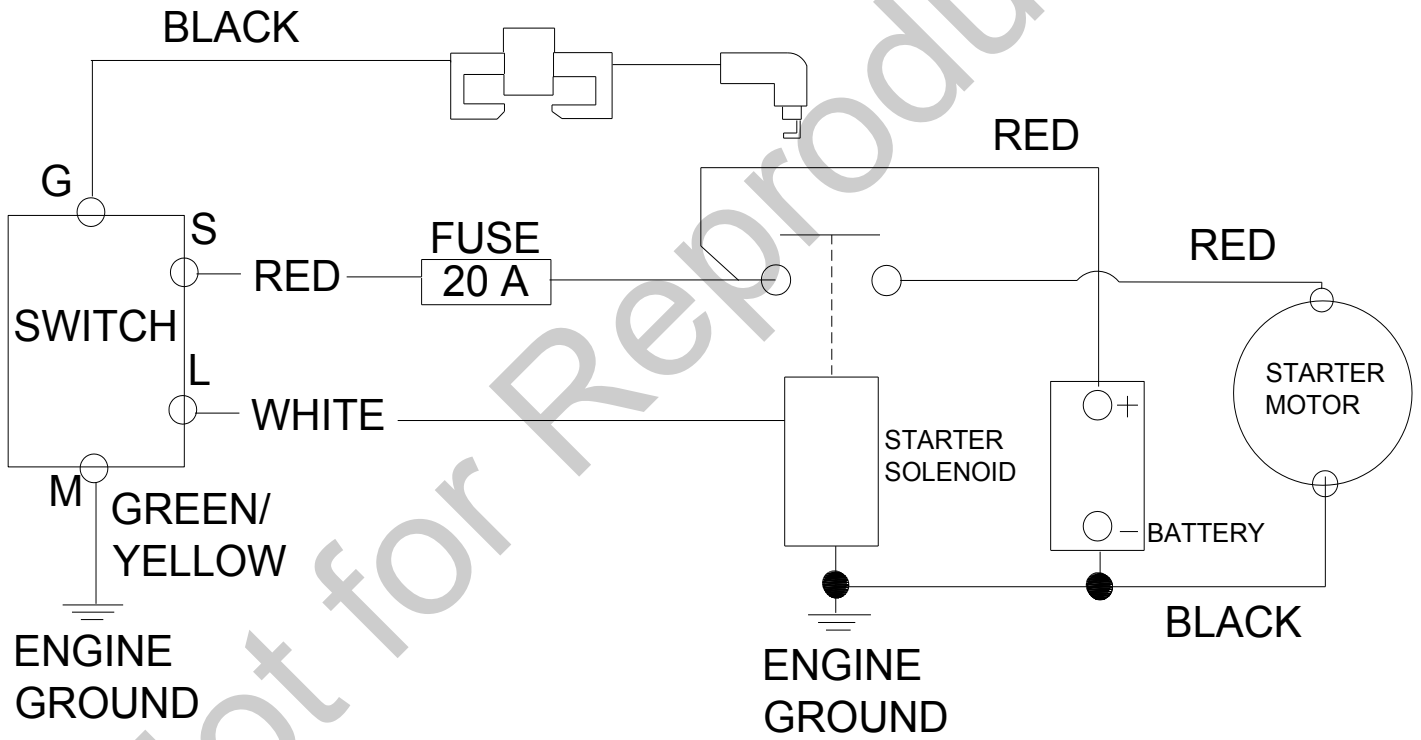 BLACK
RED
G
S
FUSE
RED
RED
20 A
SWITCH
L
WHITE
STARTER
MOTOR
+
STARTER
SOLENOID
M
GREEN/
YELLOW
– BATTERY
ENGINE
GROUND
BLACK
ENGINE
GROUND
Not for Reprodu